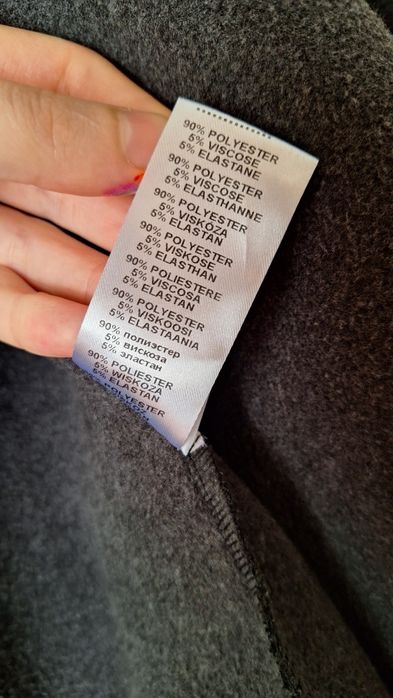 90% POLYESTER
5% VISCOSE
5% ELASTANE
90% POLYESTER
5% VISCOSE
5% ELASTHANNE
90% POLYESTER
5% VISKOZA
5% ELASTAN
90% POLYESTER
5% VISKOSE
5% ELASTHAN
90% POLIESTERE
5% VISCOSA
5% ELASTAN
90% POLYESTER
5% VISKOOSI
5% ELASTAANIA
90% полиэстер
5% вискоза
5% эластан
90% POLIESTER
5% WISKOZA
5% ELASTAN
POLYESTER